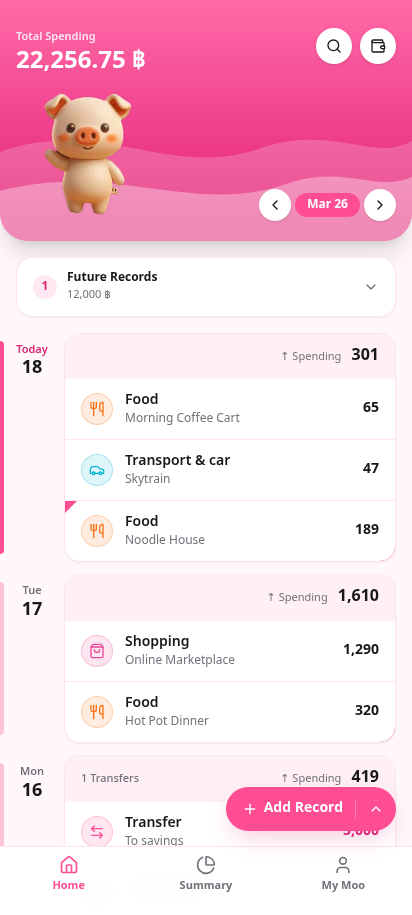 Total Spending
22,256.75 ฿
Mar 26
1
Future Records
12,000 ฿
Today
18
↑ Spending 301
Food
Morning Coffee Cart
65
Transport & car
Skytrain
47
Food
Noodle House
189
Tue
17
↑ Spending 1,610
Shopping
Online Marketplace
1,290
Food
Hot Pot Dinner
320
Mon
16
1 Transfers ↑ Spending 419
Transfer
To savings
Add Record
Home
Summary
My Moo